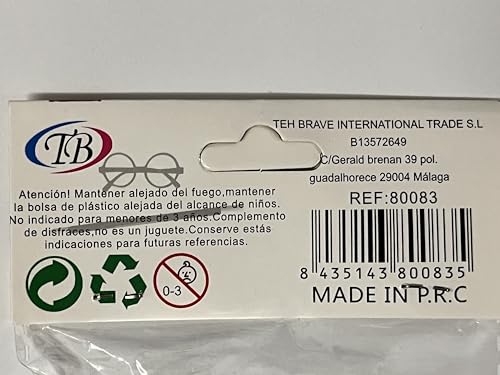 TB
Atención! Mantener alejado del fuego,mantener
la bolsa de plástico alejada del alcance de niños.
No indicado para menores de 3 años.Complemento
de disfraces,no es un juguete.Conserve estás
indicaciones para futuras referencias.
0-3
TEH BRAVE INTERNATIONAL TRADE S.L
B13572649
C/Gerald brenan 39 pol.
guadalhorece 29004 Málaga
REF:80083
8 435143 800835
MADE IN P.R.C